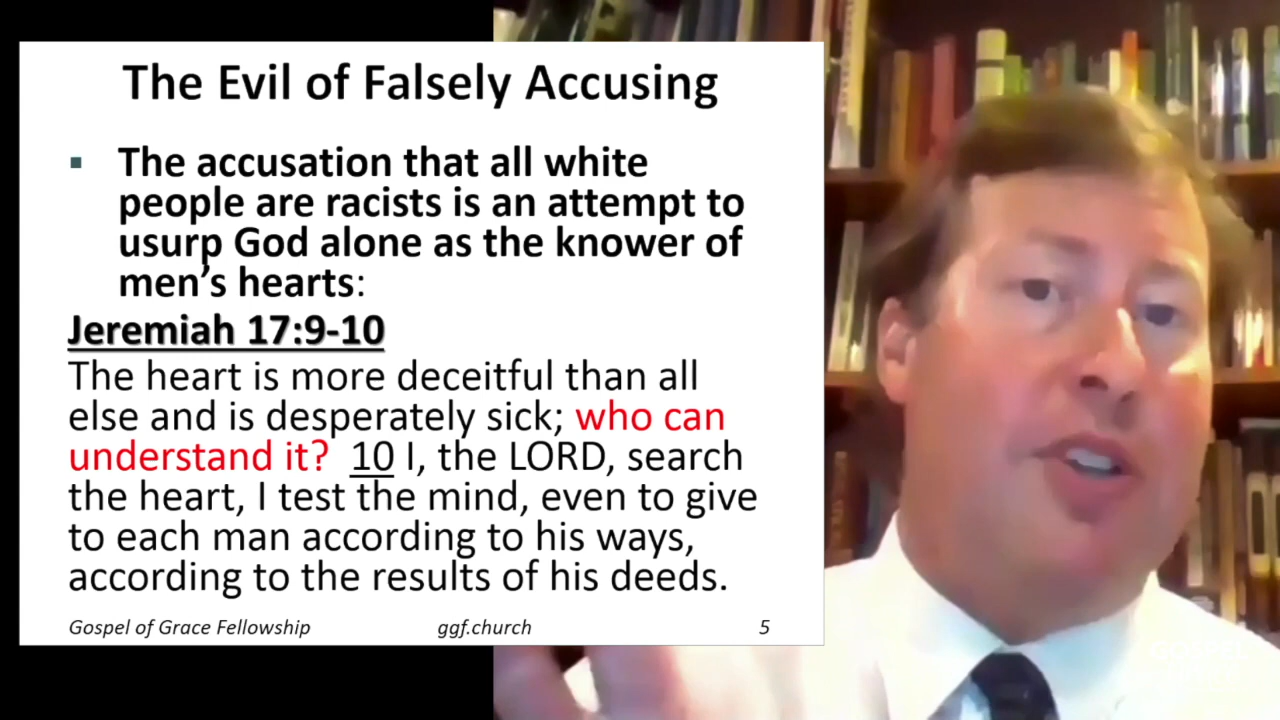 The Evil of Falsely Accusing
▪ The accusation that all white
people are racists is an attempt to
usurp God alone as the knower of
men's hearts:
Jeremiah 17:9-10
The heart is more deceitful than all
else and is desperately sick; who can
understand it? 10 I, the LORD, search
the heart, I test the mind, even to give
to each man according to his ways,
according to the results of his deeds.
Gospel of Grace Fellowship ggf.church 5
GOSPEL